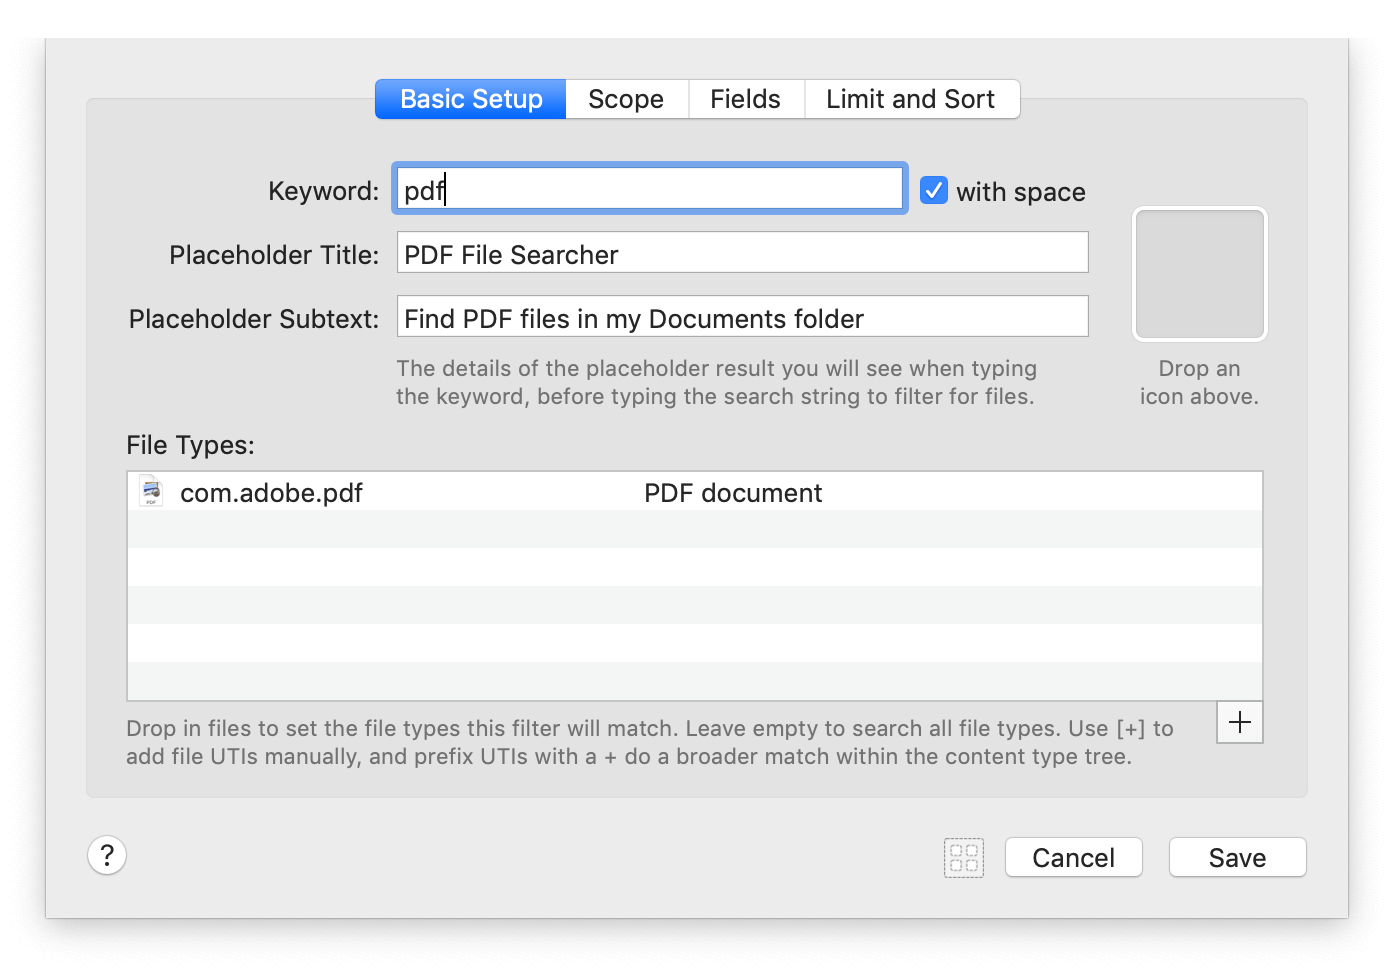 Basic Setup Scope Fields Limit and Sort
Keyword: pdf with space
Placeholder Title: PDF File Searcher
Placeholder Subtext: Find PDF files in my Documents folder
The details of the placeholder result you will see when typing
the keyword, before typing the search string to filter for files.
Drop an
icon above.
File Types:
PDF
com.adobe.pdf PDF document
Drop in files to set the file types this filter will match. Leave empty to search all file types. Use [+] to
add file UTIs manually, and prefix UTIs with a + do a broader match within the content type tree.
+
? Cancel Save